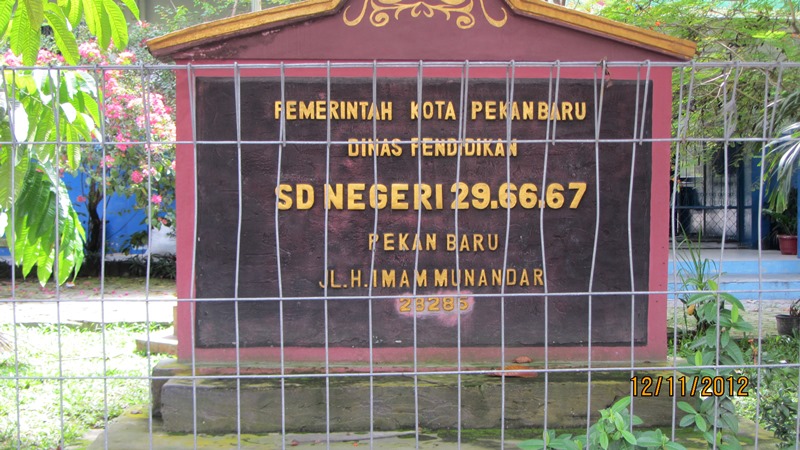 PEMERINTAH KOTA PEKANBARU
DINAS PENDIDIKAN
SD NEGERI 29.66.67
PEKAN BARU
JL.H.IMAM MUNANDAR
28285
12/11/2012